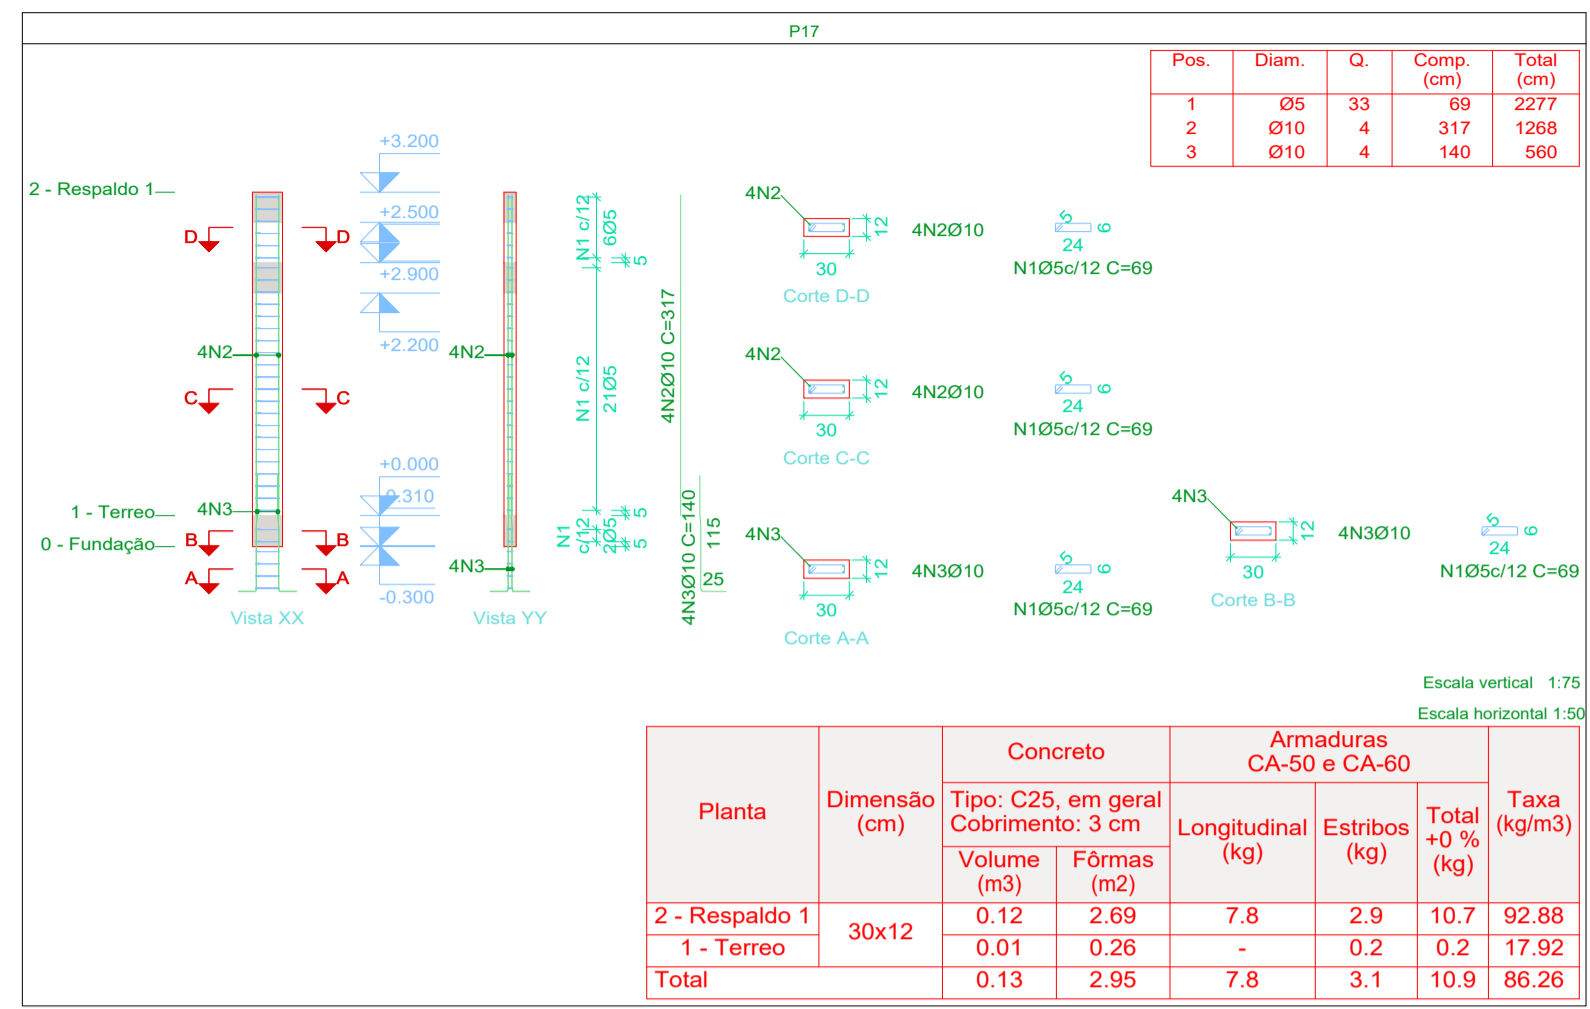 P17
Pos. Diam. Q. Comp. (cm) Total (cm)
1 Ø5 33 69 2277
2 Ø10 4 317 1268
3 Ø10 4 140 560
2 - Respaldo 1
1 - Terreo
0 - Fundação
+3.200
+2.500
+2.900
+2.200
+0.000
0.310
-0.300
D D
4N2
C C
4N3
B B
A A
Vista XX
4N2
4N3
Vista YY
N1 c/12
6Ø5
5
N1 c/12
21Ø5
5
N1
c/12
2Ø5
5
4N2Ø10 C=317
4N3Ø10 C=140
115
25
4N2
12
30
Corte D-D
4N2Ø10
5
6
24
N1Ø5c/12 C=69
4N2
12
30
Corte C-C
4N2Ø10
5
6
24
N1Ø5c/12 C=69
4N3
12
30
Corte A-A
4N3Ø10
5
6
24
N1Ø5c/12 C=69
4N3
12
30
Corte B-B
4N3Ø10
5
6
24
N1Ø5c/12 C=69
Escala vertical 1:75
Escala horizontal 1:50
Planta
Dimensão
(cm)
Concreto
Tipo: C25, em geral
Cobrimento: 3 cm
Volume
(m3)
Fôrmas
(m2)
Armaduras
CA-50 e CA-60
Longitudinal
(kg)
Estribos
(kg)
Total
+0 %
(kg)
Taxa
(kg/m3)
2 - Respaldo 1 30x12 0.12 2.69 7.8 2.9 10.7 92.88
1 - Terreo 0.01 0.26 - 0.2 0.2 17.92
Total 0.13 2.95 7.8 3.1 10.9 86.26